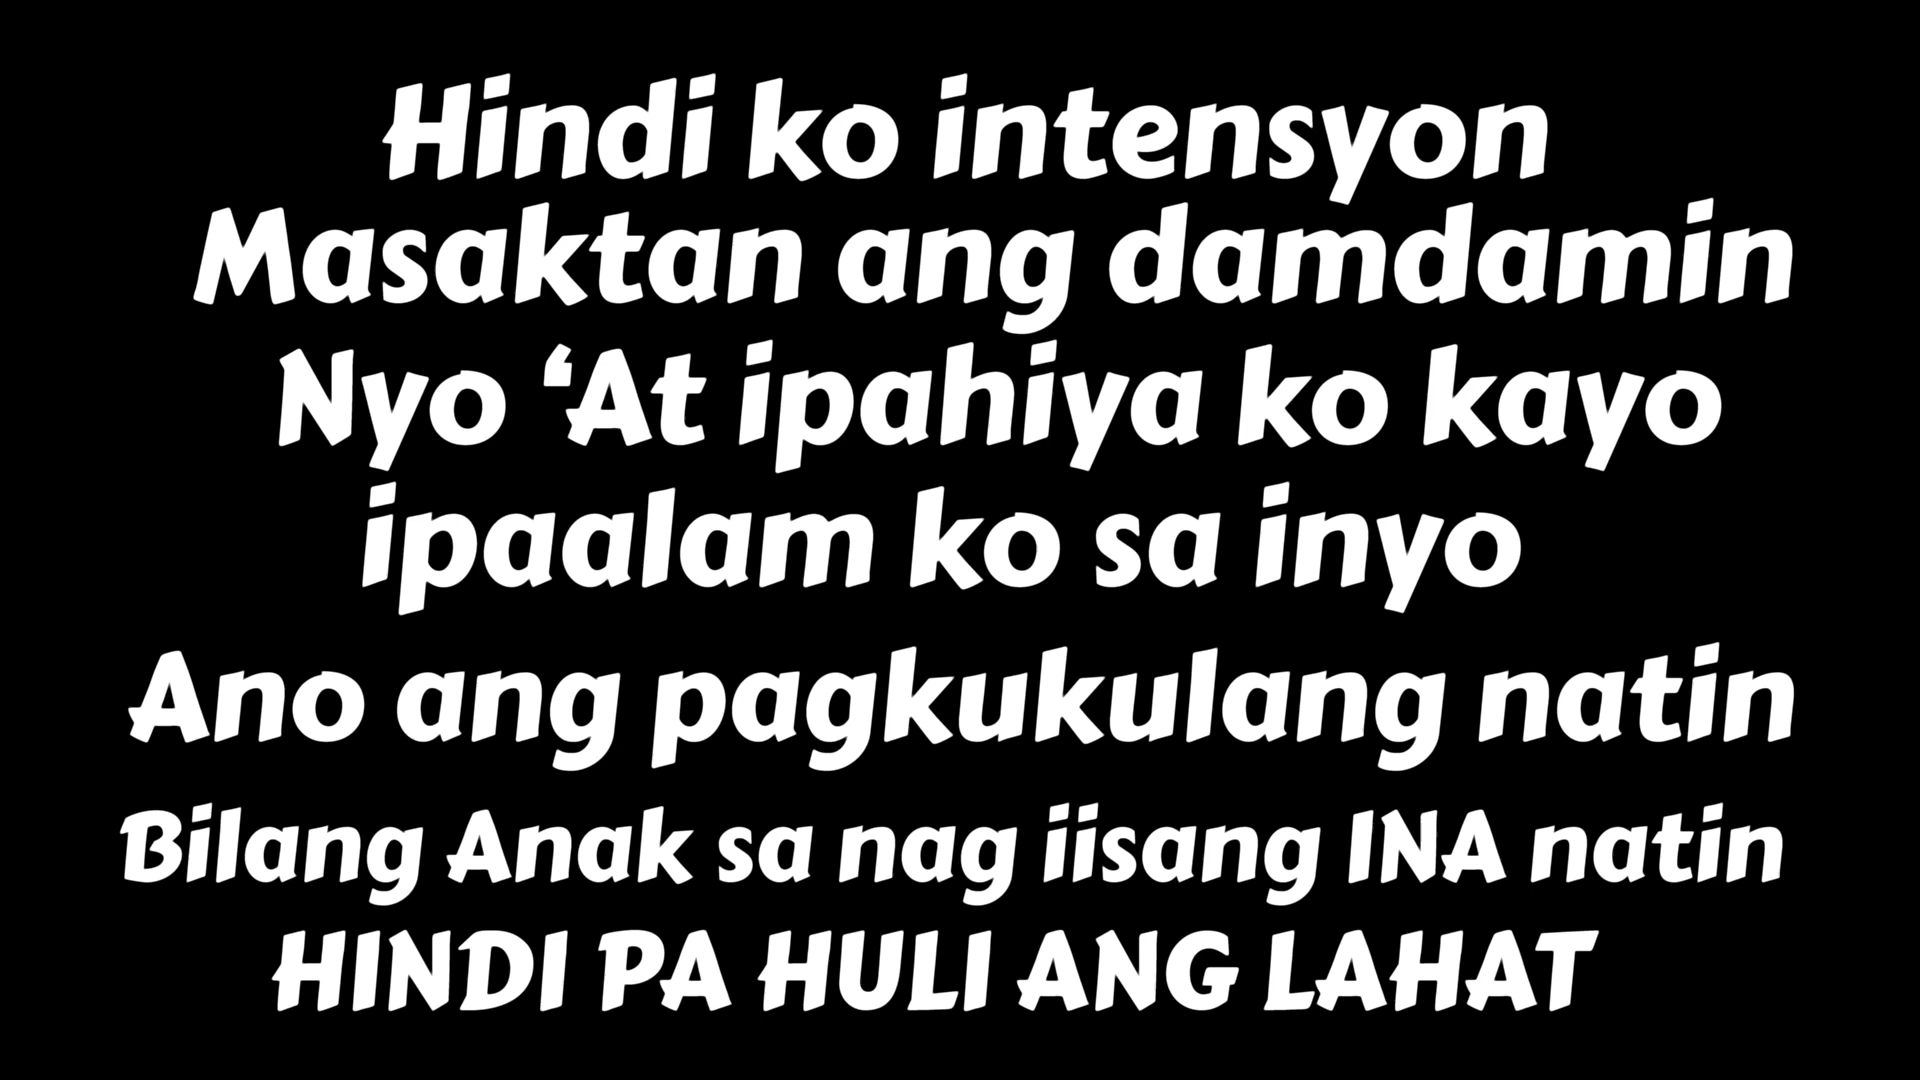 Hindi ko intensyon
Masaktan ang damdamin
Nyo ‘At ipahiya ko kayo
ipaalam ko sa inyo
Ano ang pagkukulang natin
Bilang Anak sa nag iisang INA natin
HINDI PA HULI ANG LAHAT